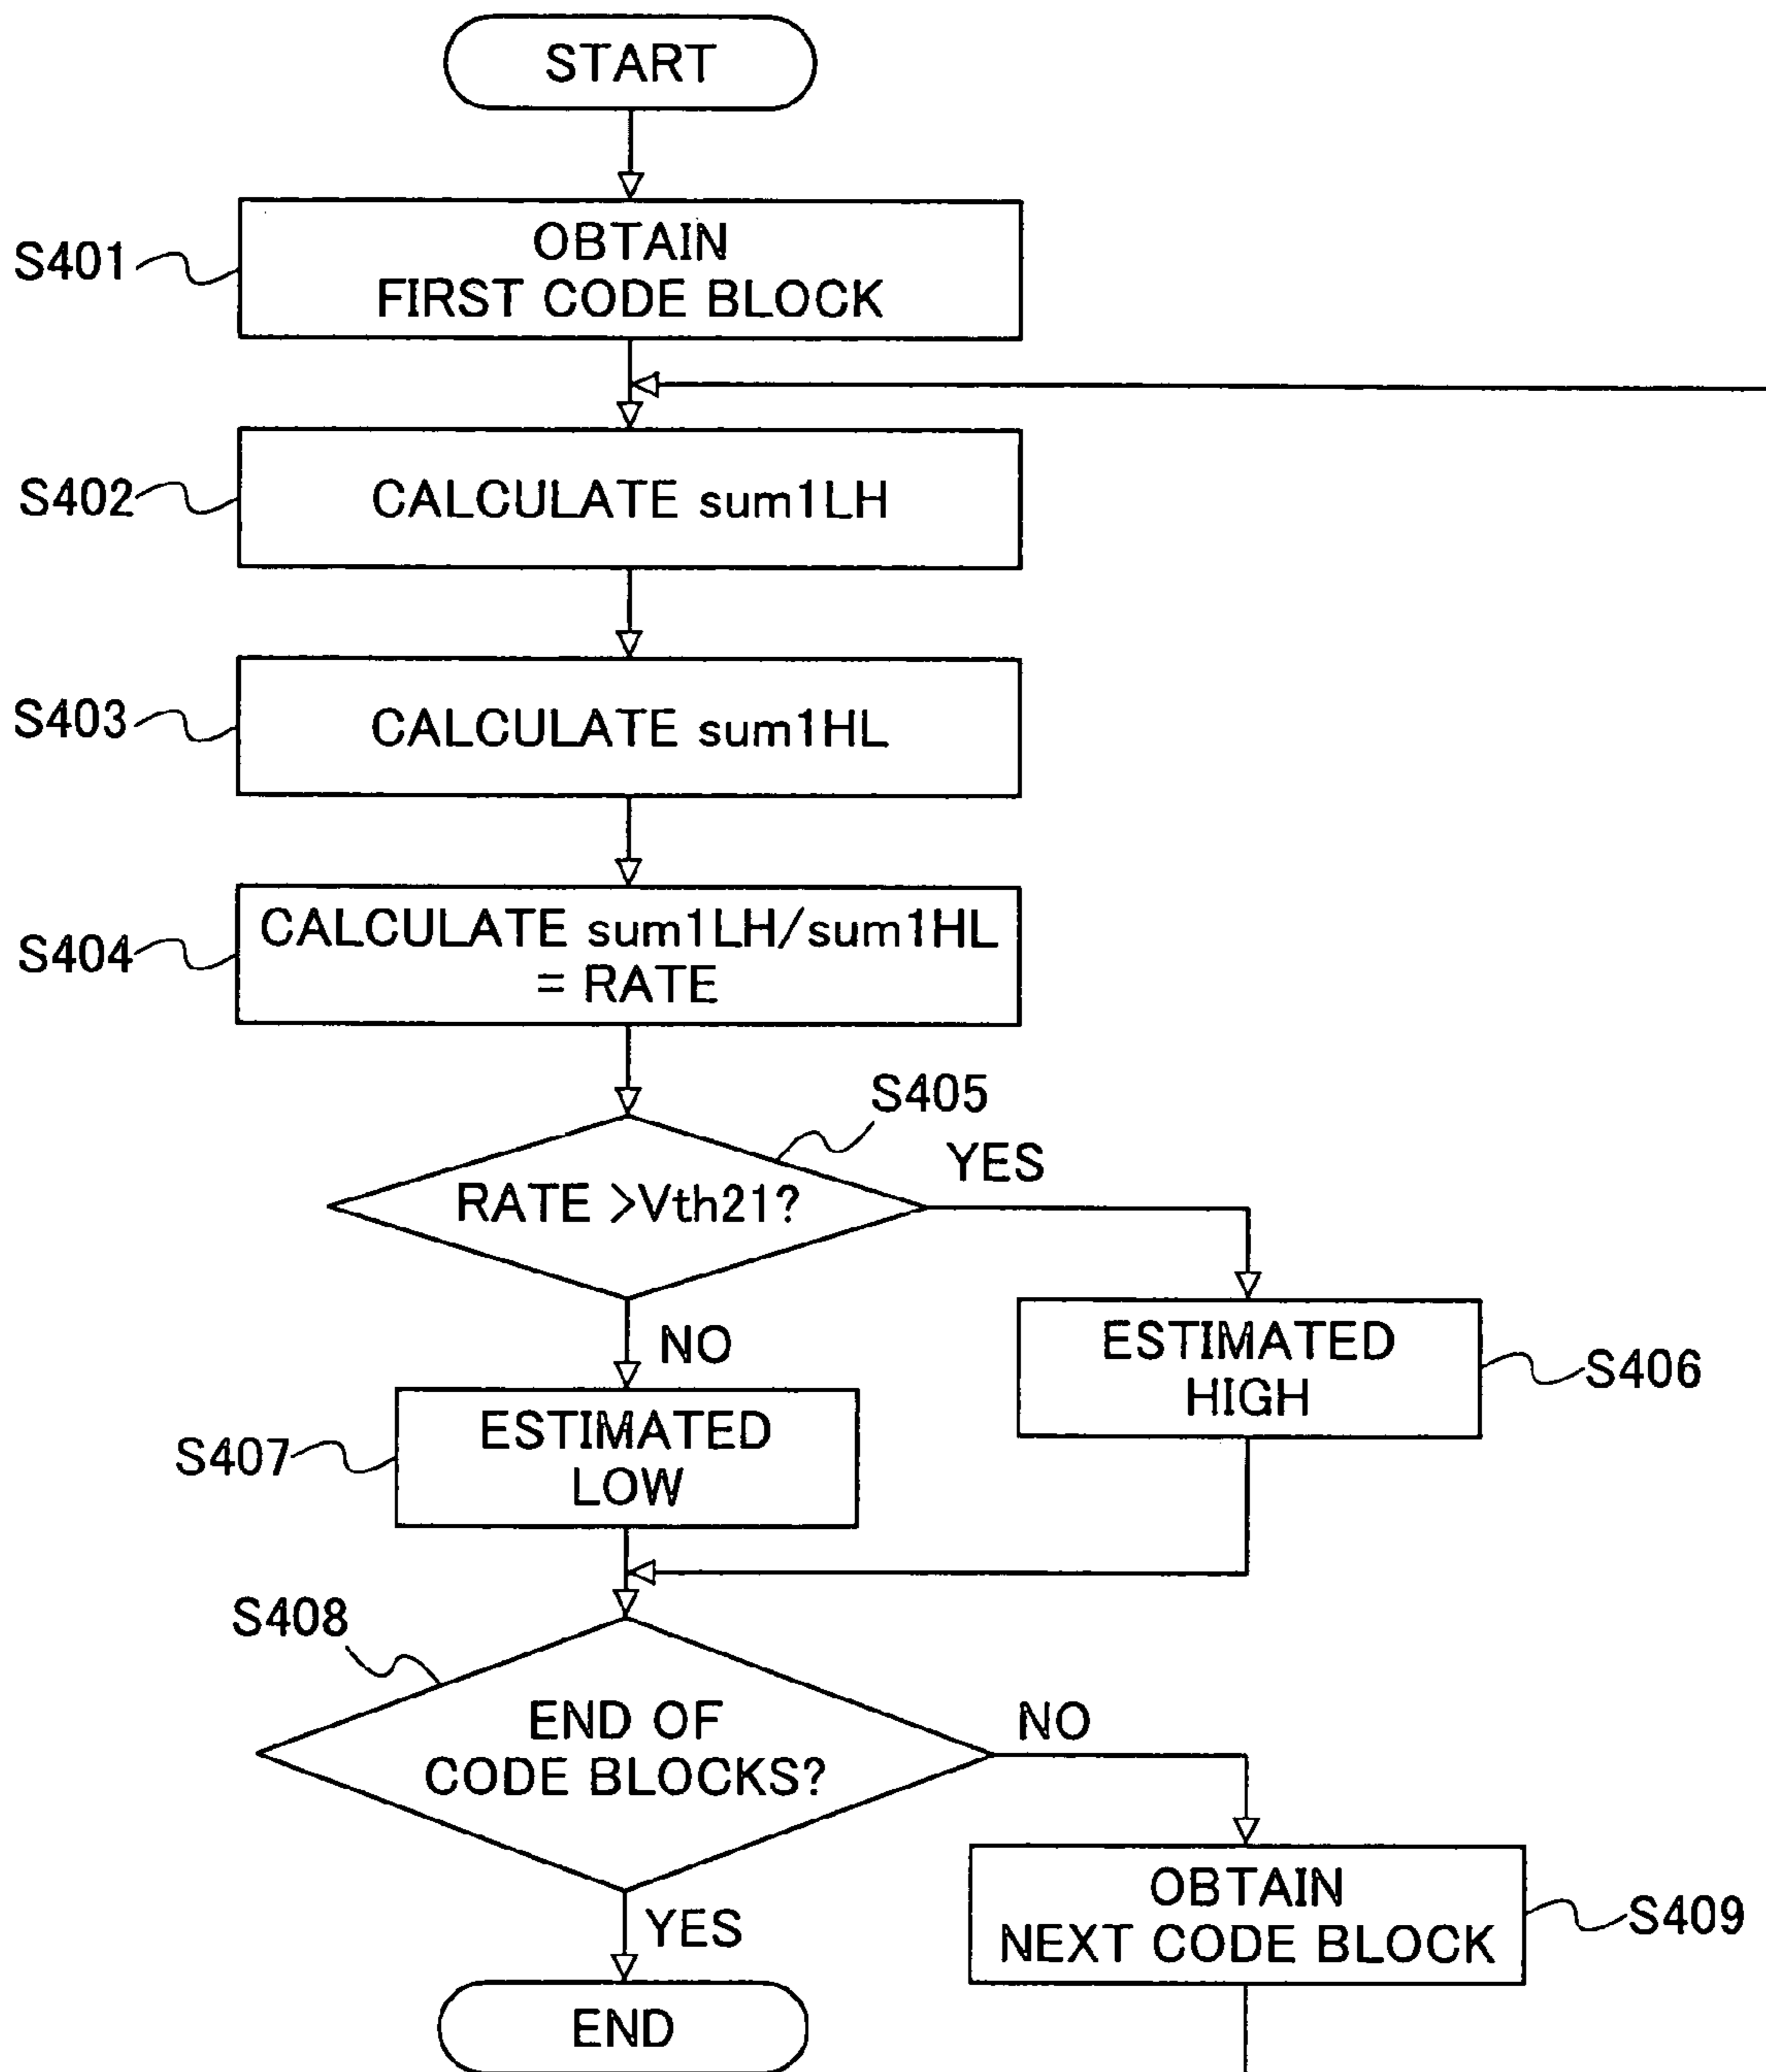 START
S401
OBTAIN
FIRST CODE BLOCK
S402
CALCULATE sum1LH
S403
CALCULATE sum1HL
S404
CALCULATE sum1LH/sum1HL
= RATE
S405
RATE >Vth21?
YES
NO
ESTIMATED
HIGH
S406
S407
ESTIMATED
LOW
S408
END OF
CODE BLOCKS?
NO
YES
OBTAIN
NEXT CODE BLOCK
S409
END